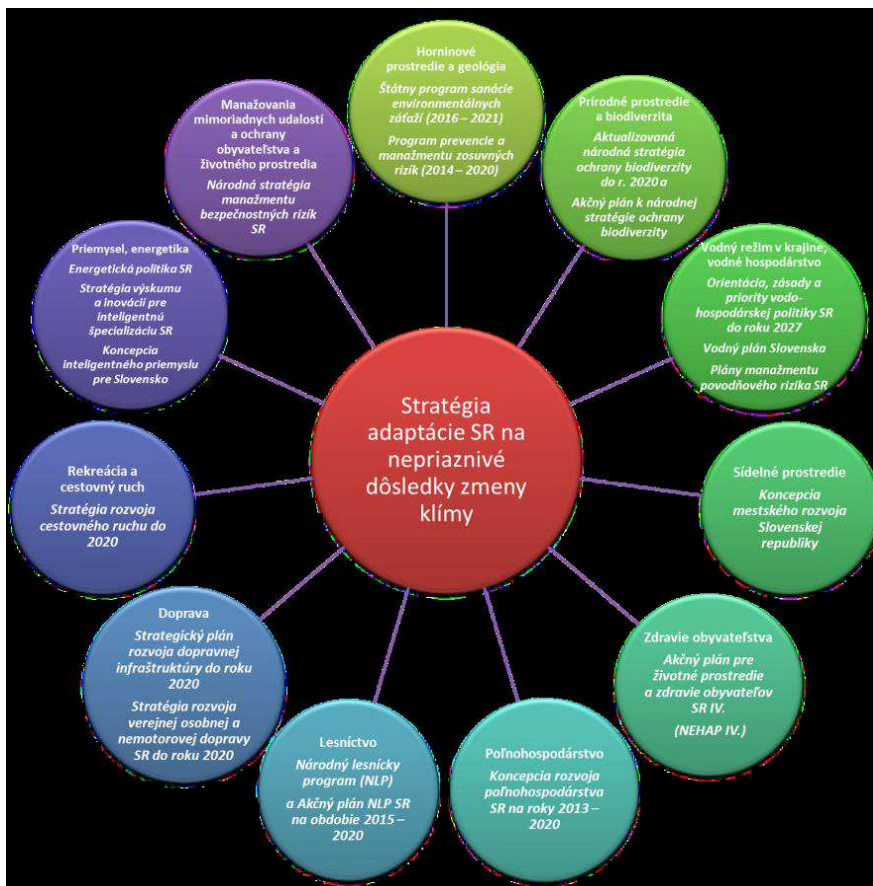 Stratégia
adaptácie SR na
nepriaznivé
dôsledky zmeny
klímy
Horninové
prostredie a geológia
Štátny program sanácie
environmentálnych
záťaží (2016 – 2021)
Program prevencie a
manažmentu zosuvných
rizík (2014 – 2020)
Prírodné prostredie
a biodiverzita
Aktualizovaná
národná stratégia
ochrany biodiverzity
do r. 2020 a
Akčný plán k národnej
stratégie ochrany
biodiverzity
Vodný režim v krajine,
vodné hospodárstvo
Orientácia, zásady a
priority vodo-
hospodárskej politiky SR
do roku 2027
Vodný plán Slovenska
Plány manažmentu
povodňového rizika SR
Sídelné prostredie
Koncepcia
mestského rozvoja
Slovenskej
republiky
Zdravie obyvateľstva
Akčný plán pre
životné prostredie
a zdravie obyvateľov
SR IV.
(NEHAP IV.)
Poľnohospodárstvo
Koncepcia rozvoja
poľnohospodárstva
SR na roky 2013 –
2020
Lesníctvo
Národný lesnícky
program (NLP)
a Akčný plán NLP SR
na obdobie 2015 –
2020
Doprava
Strategický plán
rozvoja dopravnej
infraštruktúry do roku
2020
Stratégia rozvoja
verejnej osobnej a
nemotorovej dopravy
SR do roku 2020
Rekreácia a
cestovný ruch
Stratégia rozvoja
cestovného ruchu do
2020
Priemysel, energetika
Energetická politika SR
Stratégia výskumu
a inovácií pre
inteligentnú
špecializáciu SR
Koncepcia
inteligentného priemyslu
pre Slovensko
Manažovania
mimoriadnych udalostí
a ochrany
obyvateľstva a
životného prostredia
Národná stratégia
manažmentu
bezpečnostných rizík
SR